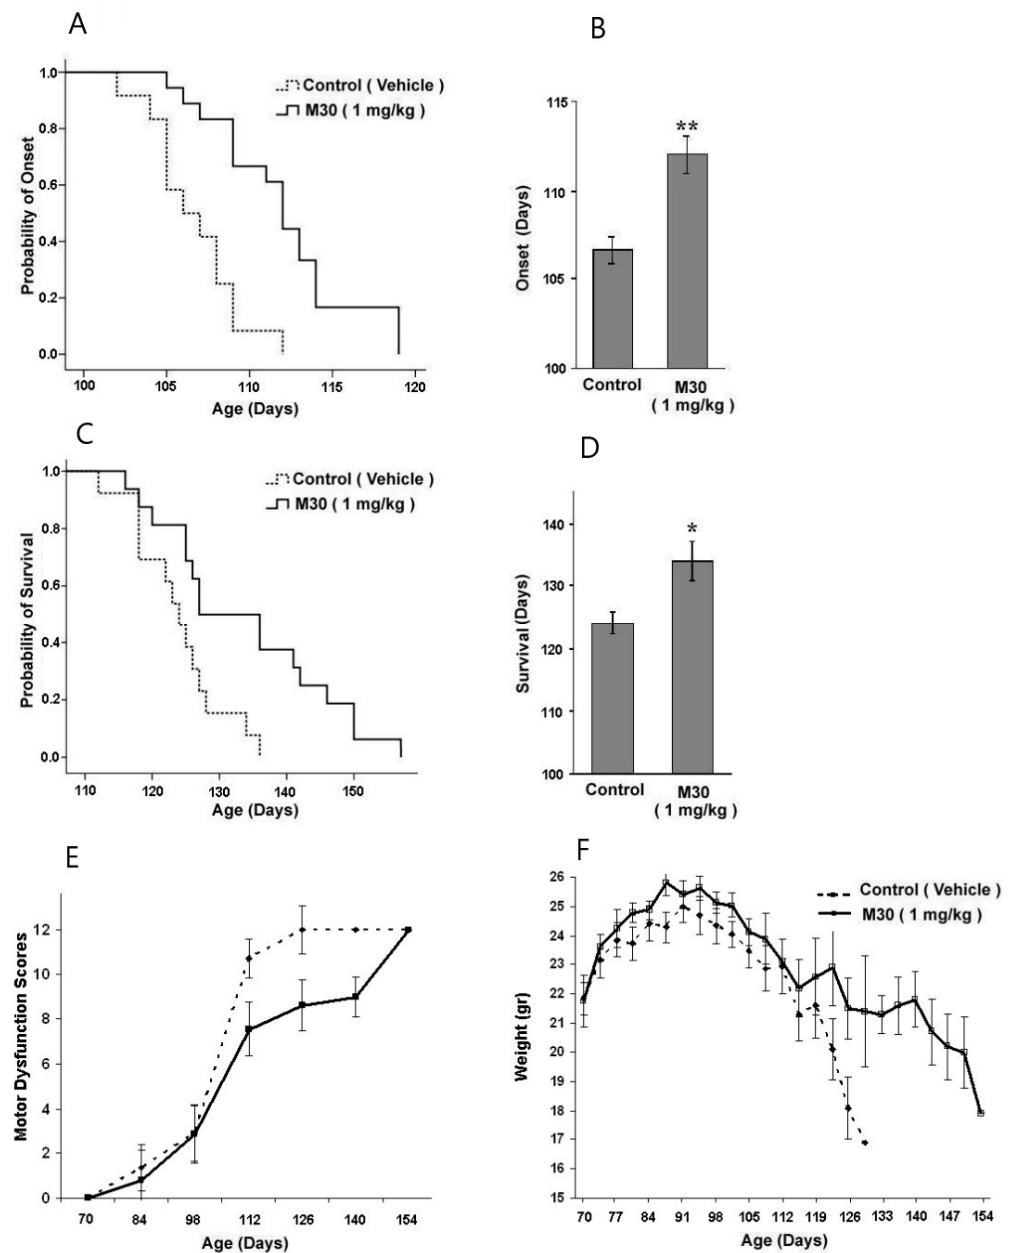 A
Control ( Vehicle )
M30 ( 1 mg/kg )
Probability of Onset
1.0
0.8
0.6
0.4
0.2
0.0
100 105 110 115 120
Age (Days)
B
Onset (Days)
115
110
105
100
**
Control M30
( 1 mg/kg )
C
Control ( Vehicle )
M30 ( 1 mg/kg )
Probability of Survival
1.0
0.8
0.6
0.4
0.2
0.0
110 120 130 140 150
Age (Days)
D
Survival (Days)
140
130
120
110
100
*
Control M30
( 1 mg/kg )
E
Motor Dysfunction Scores
12
10
8
6
4
2
0
70 84 98 112 126 140 154
Age (Days)
F
Control ( Vehicle )
M30 ( 1 mg/kg )
Weight (gr)
26
25
24
23
22
21
20
19
18
17
16
15
70 77 84 91 98 105 112 119 126 133 140 147 154
Age (Days)